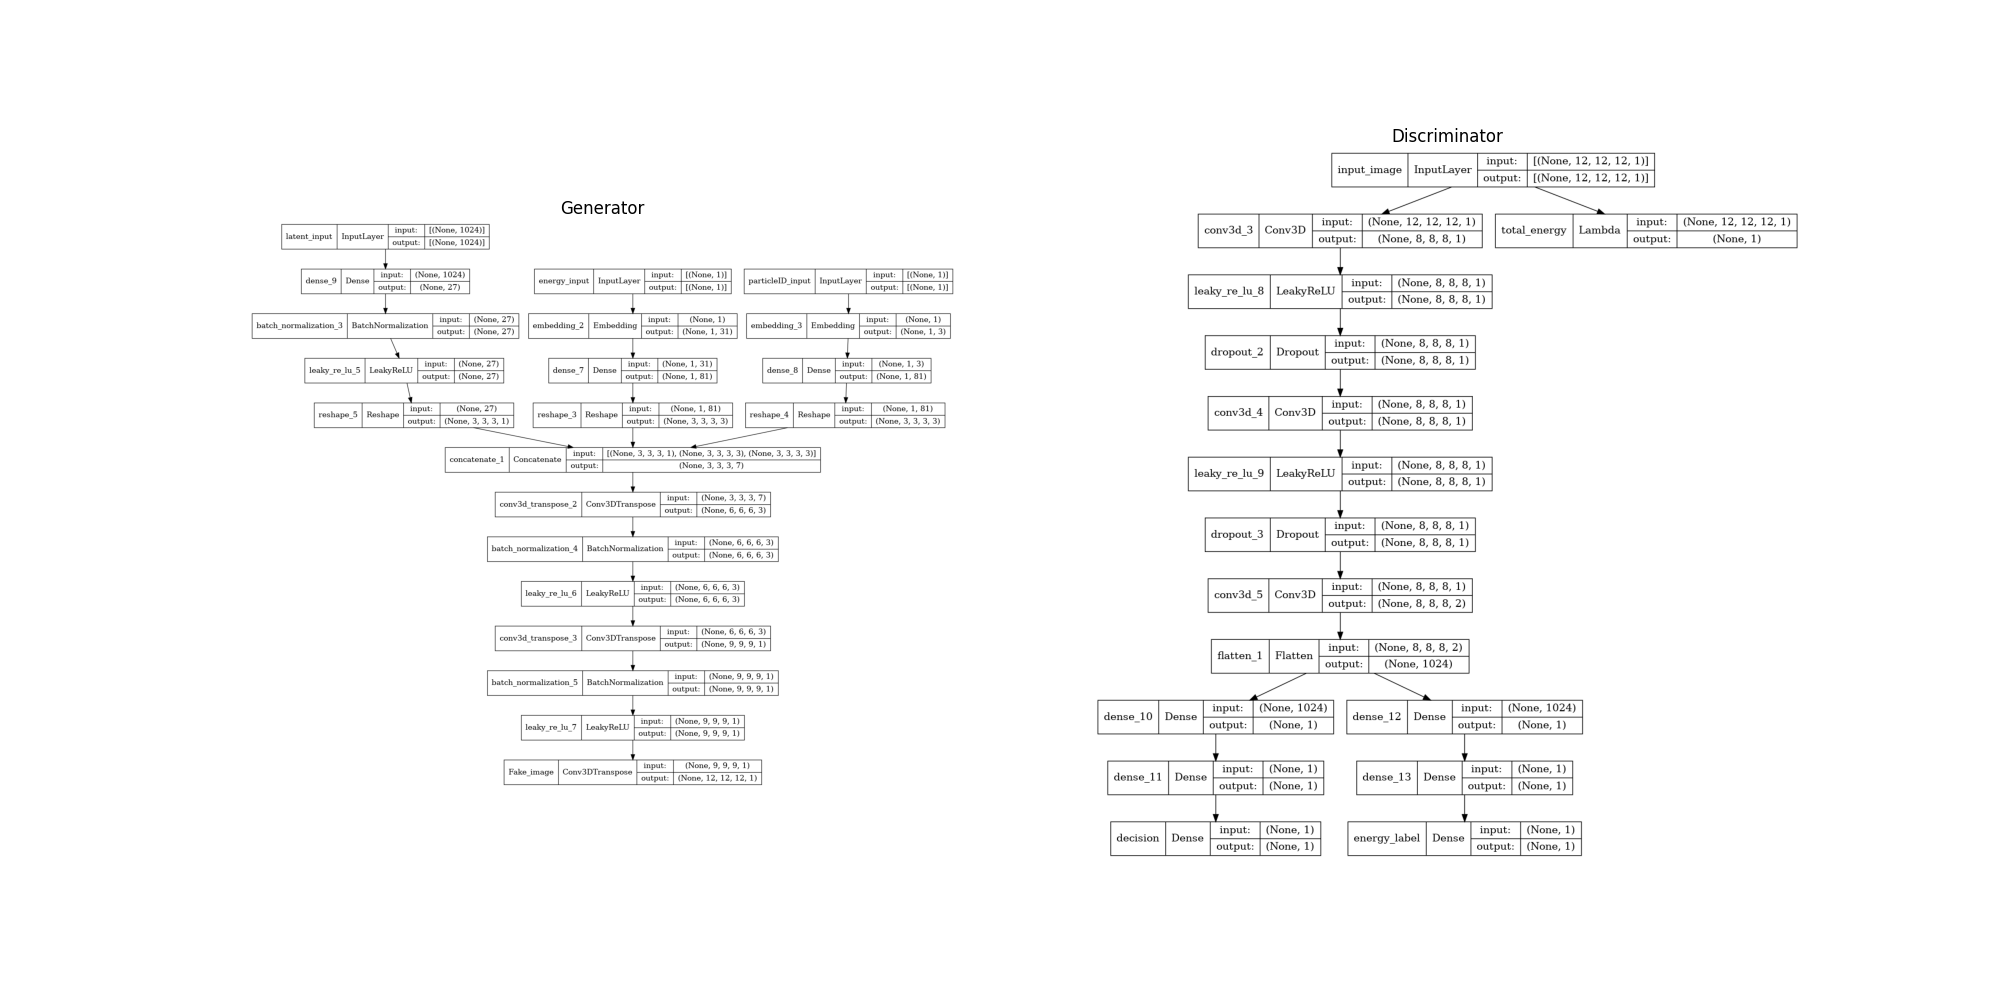 Generator
latent_input InputLayer input: [(None, 1024)]
output: [(None, 1024)]
dense_9 Dense input: (None, 1024)
output: (None, 27)
energy_input InputLayer input: [(None, 1)]
output: [(None, 1)]
particleID_input InputLayer input: [(None, 1)]
output: [(None, 1)]
batch_normalization_3 BatchNormalization input: (None, 27)
output: (None, 27)
embedding_2 Embedding input: (None, 1)
output: (None, 1, 31)
embedding_3 Embedding input: (None, 1)
output: (None, 1, 3)
leaky_re_lu_5 LeakyReLU input: (None, 27)
output: (None, 27)
dense_7 Dense input: (None, 1, 31)
output: (None, 1, 81)
dense_8 Dense input: (None, 1, 3)
output: (None, 1, 81)
reshape_5 Reshape input: (None, 27)
output: (None, 3, 3, 3, 1)
reshape_3 Reshape input: (None, 1, 81)
output: (None, 3, 3, 3, 3)
reshape_4 Reshape input: (None, 1, 81)
output: (None, 3, 3, 3, 3)
concatenate_1 Concatenate input: [(None, 3, 3, 3, 1), (None, 3, 3, 3, 3), (None, 3, 3, 3, 3)]
output: (None, 3, 3, 3, 7)
conv3d_transpose_2 Conv3DTranspose input: (None, 3, 3, 3, 7)
output: (None, 6, 6, 6, 3)
batch_normalization_4 BatchNormalization input: (None, 6, 6, 6, 3)
output: (None, 6, 6, 6, 3)
leaky_re_lu_6 LeakyReLU input: (None, 6, 6, 6, 3)
output: (None, 6, 6, 6, 3)
conv3d_transpose_3 Conv3DTranspose input: (None, 6, 6, 6, 3)
output: (None, 9, 9, 9, 1)
batch_normalization_5 BatchNormalization input: (None, 9, 9, 9, 1)
output: (None, 9, 9, 9, 1)
leaky_re_lu_7 LeakyReLU input: (None, 9, 9, 9, 1)
output: (None, 9, 9, 9, 1)
Fake_image Conv3DTranspose input: (None, 9, 9, 9, 1)
output: (None, 12, 12, 12, 1)
Discriminator
input_image InputLayer input: [(None, 12, 12, 12, 1)]
output: [(None, 12, 12, 12, 1)]
conv3d_3 Conv3D input: (None, 12, 12, 12, 1)
output: (None, 8, 8, 8, 1)
total_energy Lambda input: (None, 12, 12, 12, 1)
output: (None, 1)
leaky_re_lu_8 LeakyReLU input: (None, 8, 8, 8, 1)
output: (None, 8, 8, 8, 1)
dropout_2 Dropout input: (None, 8, 8, 8, 1)
output: (None, 8, 8, 8, 1)
conv3d_4 Conv3D input: (None, 8, 8, 8, 1)
output: (None, 8, 8, 8, 1)
leaky_re_lu_9 LeakyReLU input: (None, 8, 8, 8, 1)
output: (None, 8, 8, 8, 1)
dropout_3 Dropout input: (None, 8, 8, 8, 1)
output: (None, 8, 8, 8, 1)
conv3d_5 Conv3D input: (None, 8, 8, 8, 1)
output: (None, 8, 8, 8, 2)
flatten_1 Flatten input: (None, 8, 8, 8, 2)
output: (None, 1024)
dense_10 Dense input: (None, 1024)
output: (None, 1)
dense_12 Dense input: (None, 1024)
output: (None, 1)
dense_11 Dense input: (None, 1)
output: (None, 1)
dense_13 Dense input: (None, 1)
output: (None, 1)
decision Dense input: (None, 1)
output: (None, 1)
energy_label Dense input: (None, 1)
output: (None, 1)